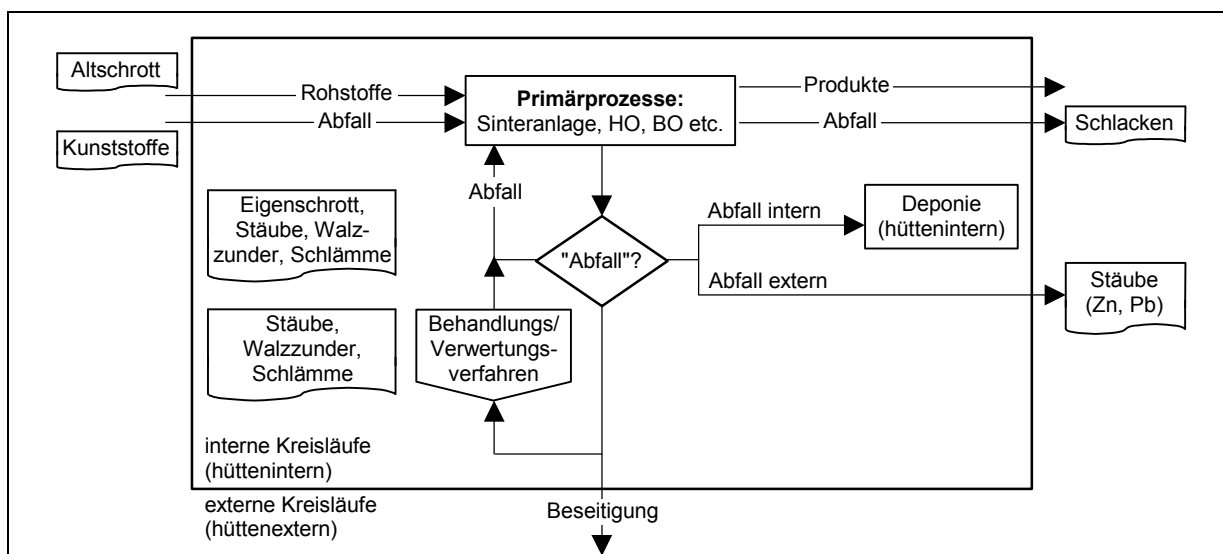 Altschrott
Rohstoffe
Abfall
Kunststoffe
Primärprozesse:
Sinteranlage, HO, BO etc.
Produkte
Abfall
Schlacken
Eigenschrott,
Stäube, Walz-
zunder, Schlämme
Abfall
"Abfall"?
Abfall intern
Deponie
(hüttenintern)
Abfall extern
Stäube
(Zn, Pb)
Stäube,
Walzzunder,
Schlämme
Behandlungs/
Verwertungs-
verfahren
interne Kreisläufe
(hüttenintern)
externe Kreisläufe
(hüttenextern)
Beseitigung